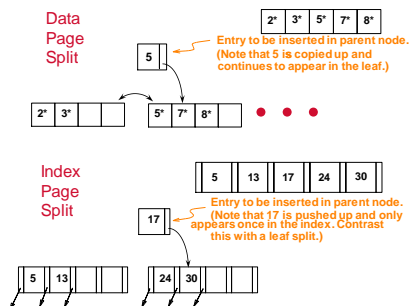 Data
Page
Split
2* 3* 5* 7* 8*
Entry to be inserted in parent node.
(Note that 5 is copied up and
continues to appear in the leaf.)
5
2* 3*
5* 7* 8*
Index
Page
Split
5 13 17 24 30
Entry to be inserted in parent node.
(Note that 17 is pushed up and only
appears once in the index. Contrast
this with a leaf split.)
17
5 13
24 30